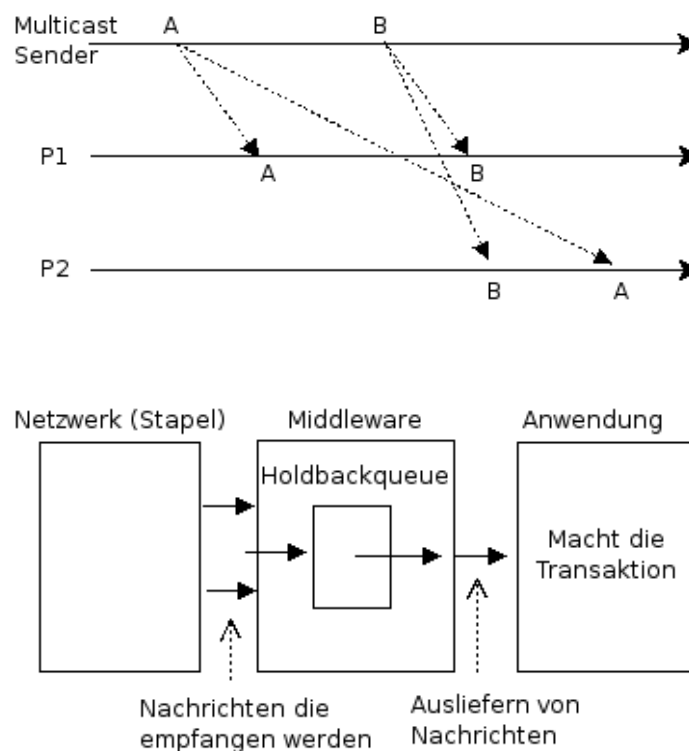 Multicast
Sender
A
B
P1
A
B
P2
B
A
Netzwerk (Stapel)
Middleware
Anwendung
Holdbackqueue
Macht die
Transaktion
Nachrichten die
empfangen werden
Ausliefern von
Nachrichten